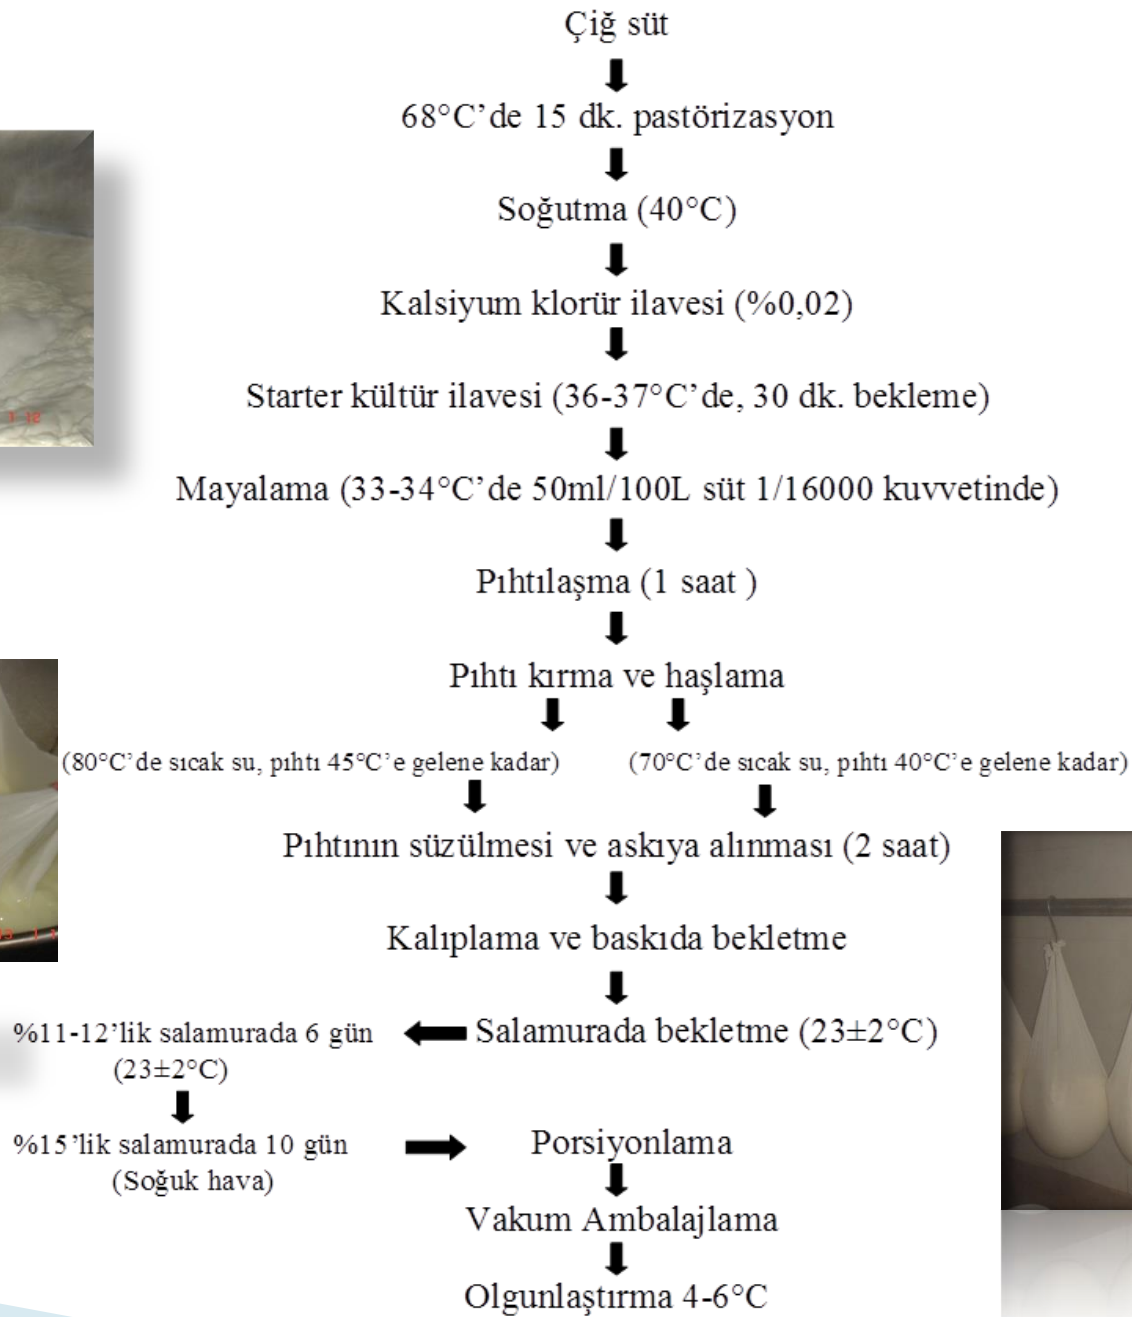 Çiğ süt
68°C’de 15 dk. pastörizasyon
Soğutma (40°C)
Kalsiyum klorür ilavesi (%0,02)
Starter kültür ilavesi (36-37°C’de, 30 dk. bekleme)
Mayalama (33-34°C’de 50ml/100L süt 1/16000 kuvvetinde)
Pıhtılaşma (1 saat )
Pıhtı kırma ve haşlama
(80°C’de sıcak su, pıhtı 45°C’e gelene kadar)
(70°C’de sıcak su, pıhtı 40°C’e gelene kadar)
Pıhtının süzülmesi ve askıya alınması (2 saat)
Kalıplama ve baskıda bekletme
Salamurada bekletme (23±2°C)
%11-12’lik salamurada 6 gün
(23±2°C)
%15’lik salamurada 10 gün
(Soğuk hava)
Porsiyonlama
Vakum Ambalajlama
Olgunlaştırma 4-6°C